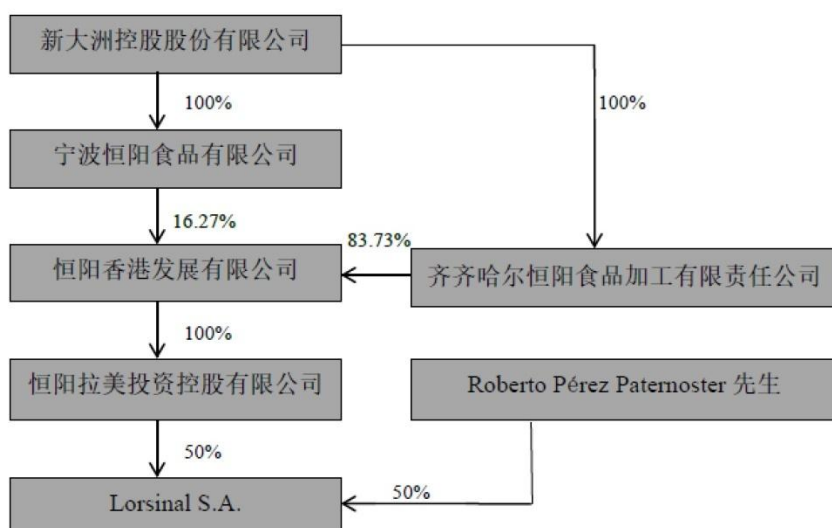 新大洲控股股份有限公司
100%
100%
宁波恒阳食品有限公司
16.27%
83.73%
恒阳香港发展有限公司
齐齐哈尔恒阳食品加工有限责任公司
100%
恒阳拉美投资控股有限公司
Roberto Pérez Paternoster 先生
50%
50%
Lorsinal S.A.